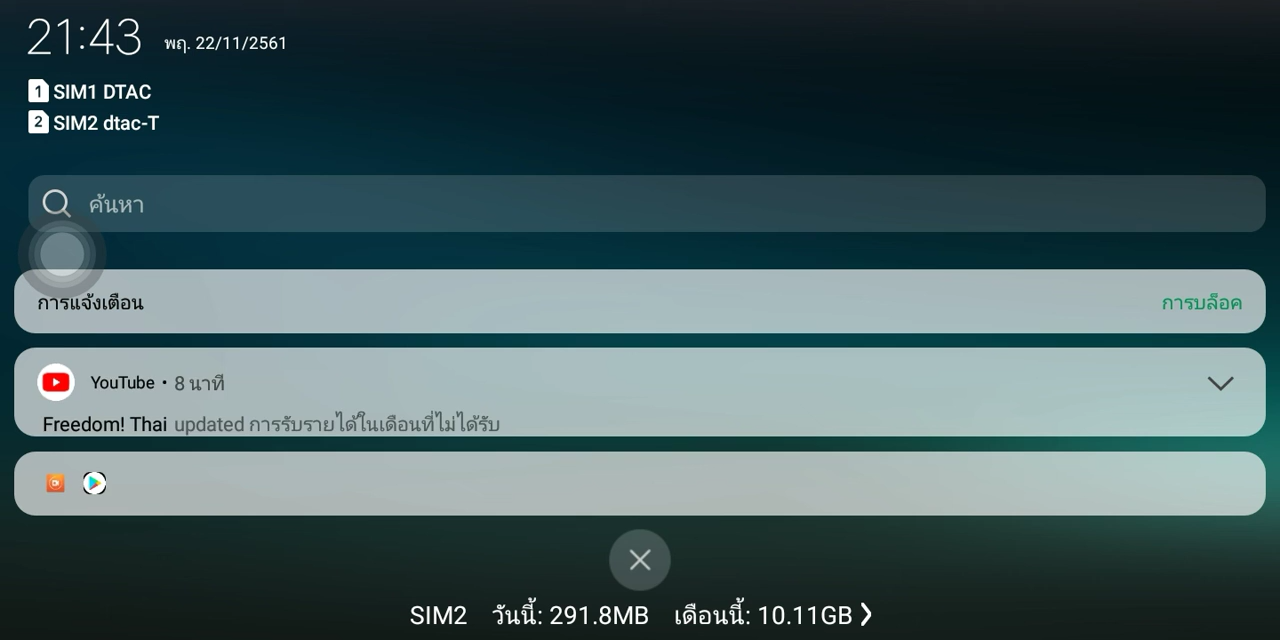 21:43 พฤ. 22/11/2561
1 SIM1 DTAC
2 SIM2 dtac-T
ค้นหา
การแจ้งเตือน การบล็อค
YouTube • 8 นาที
Freedom! Thai updated การรับรายได้ในเดือนที่ไม่ได้รับ
SIM2 วันนี้: 291.8MB เดือนนี้: 10.11GB